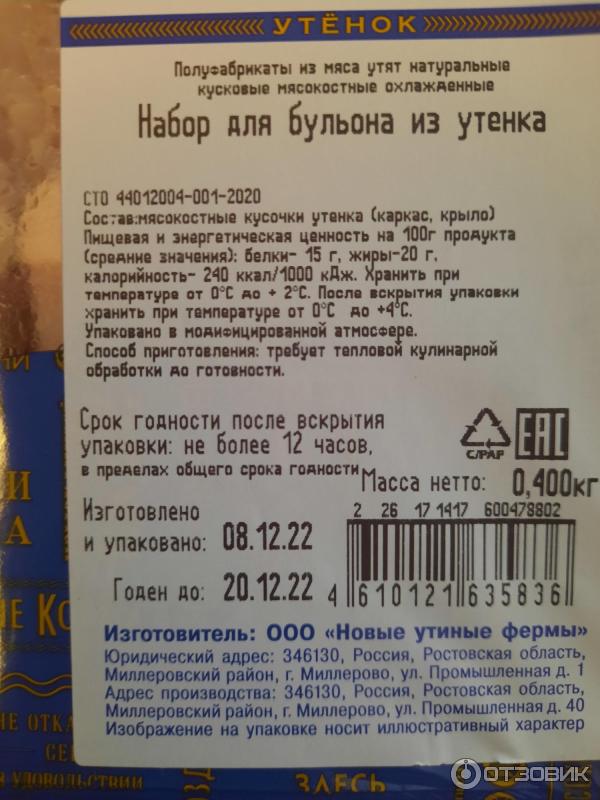 УТЁНОК
Полуфабрикаты из мяса утят натуральные
кусковые мясокостные охлажденные
Набор для бульона из утенка
СТО 44012004-001-2020
Состав:мясокостные кусочки утенка (каркас, крыло)
Пищевая и энергетическая ценность на 100г продукта
(средние значения): белки- 15 г, жиры-20 г,
калорийность- 240 ккал/1000 кДж. Хранить при
температуре от 0°С до + 2°С. После вскрытия упаковки
хранить при температуре от 0°С до +4°С.
Упаковано в модифицированной атмосфере.
Способ приготовления: требует тепловой кулинарной
обработки до готовности.
Срок годности после вскрытия
упаковки: не более 12 часов,
в пределах общего срока годности
C/PAP
EAC
Масса нетто: 0,400кг
2 26 17 1417 600478802
Изготовлено
и упаковано: 08.12.22
Годен до: 20.12.22
4 610121 635836
Изготовитель: ООО «Новые утиные фермы»
Юридический адрес: 346130, Россия, Ростовская область,
Миллеровский район, г. Миллерово, ул. Промышленная д. 1
Адрес производства: 346130, Россия, Ростовская область,
Миллеровский район, г. Миллерово, ул. Промышленная д. 40
Изображение на упаковке носит иллюстративный характер
УДОВОЛЬСТВИИ
ЗДЕСЬ
ОТЗОВИК